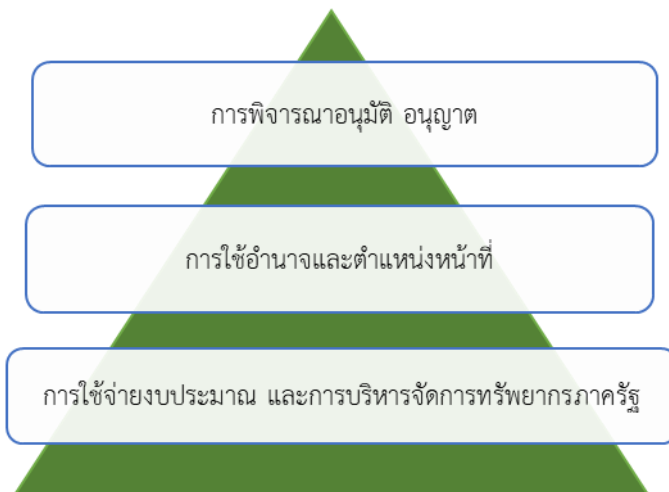 การพิจารณาอนุมัติ อนุญาต
การใช้อำนาจและตำแหน่งหน้าที่
การใช้จ่ายงบประมาณ และการบริหารจัดการทรัพยากรภาครัฐ